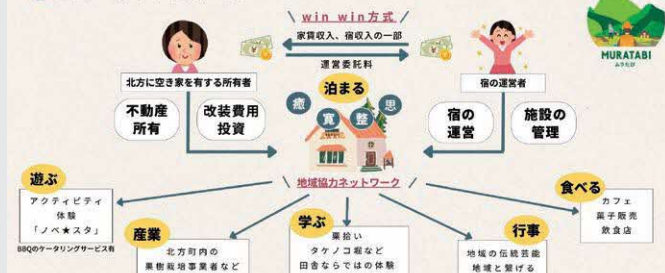 win win方式
家賃収入、宿収入の一部
運営委託料
MURATABI
むらたび
北方に空き家を有する所有者
宿の運営者
泊まる
癒
寛
整
思
不動産
所有
改装費用
投資
宿の
運営
施設の
管理
地域協力ネットワーク
遊ぶ
アクティビティ
体験
「ノベ★スタ」
BBQのケータリングサービス有
産業
北方町内の
果樹栽培事業者など
学ぶ
栗拾い
タケノコ堀など
田舎ならではの体験
行事
地域の伝統芸能
地域と繋げる
食べる
カフェ
菓子販売
飲食店